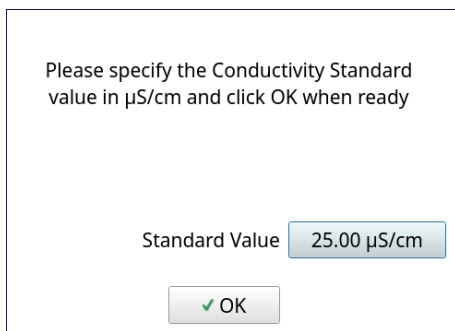 Please specify the Conductivity Standard
value in µS/cm and click OK when ready
Standard Value 25.00 µS/cm
OK